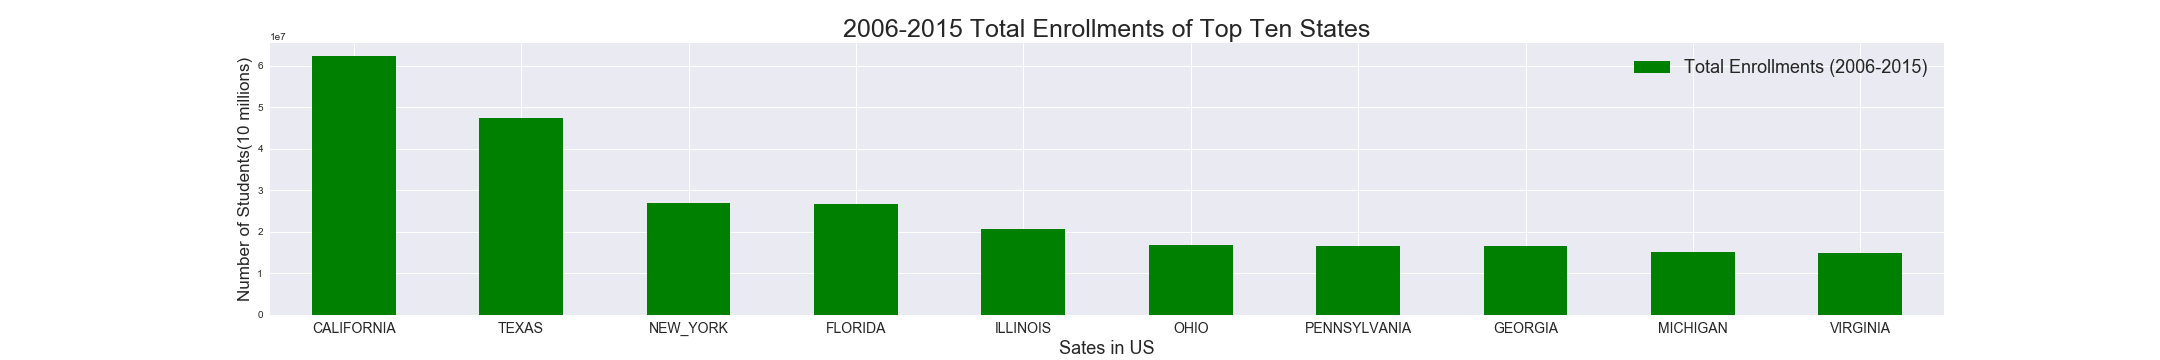 2006-2015 Total Enrollments of Top Ten States
1e7
Total Enrollments (2006-2015)
Number of Students(10 millions)
6
5
4
3
2
1
0
CALIFORNIA TEXAS NEW_YORK FLORIDA ILLINOIS OHIO PENNSYLVANIA GEORGIA MICHIGAN VIRGINIA
Sates in US